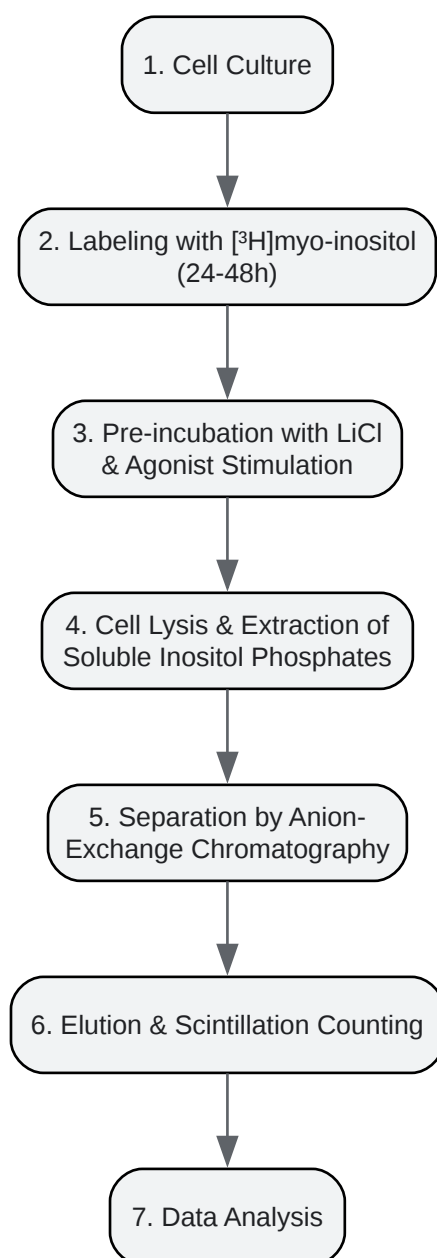 1. Cell Culture
2. Labeling with [³H]myo-inositol
(24-48h)
3. Pre-incubation with LiCl
& Agonist Stimulation
4. Cell Lysis & Extraction of
Soluble Inositol Phosphates
5. Separation by Anion-
Exchange Chromatography
6. Elution & Scintillation Counting
7. Data Analysis